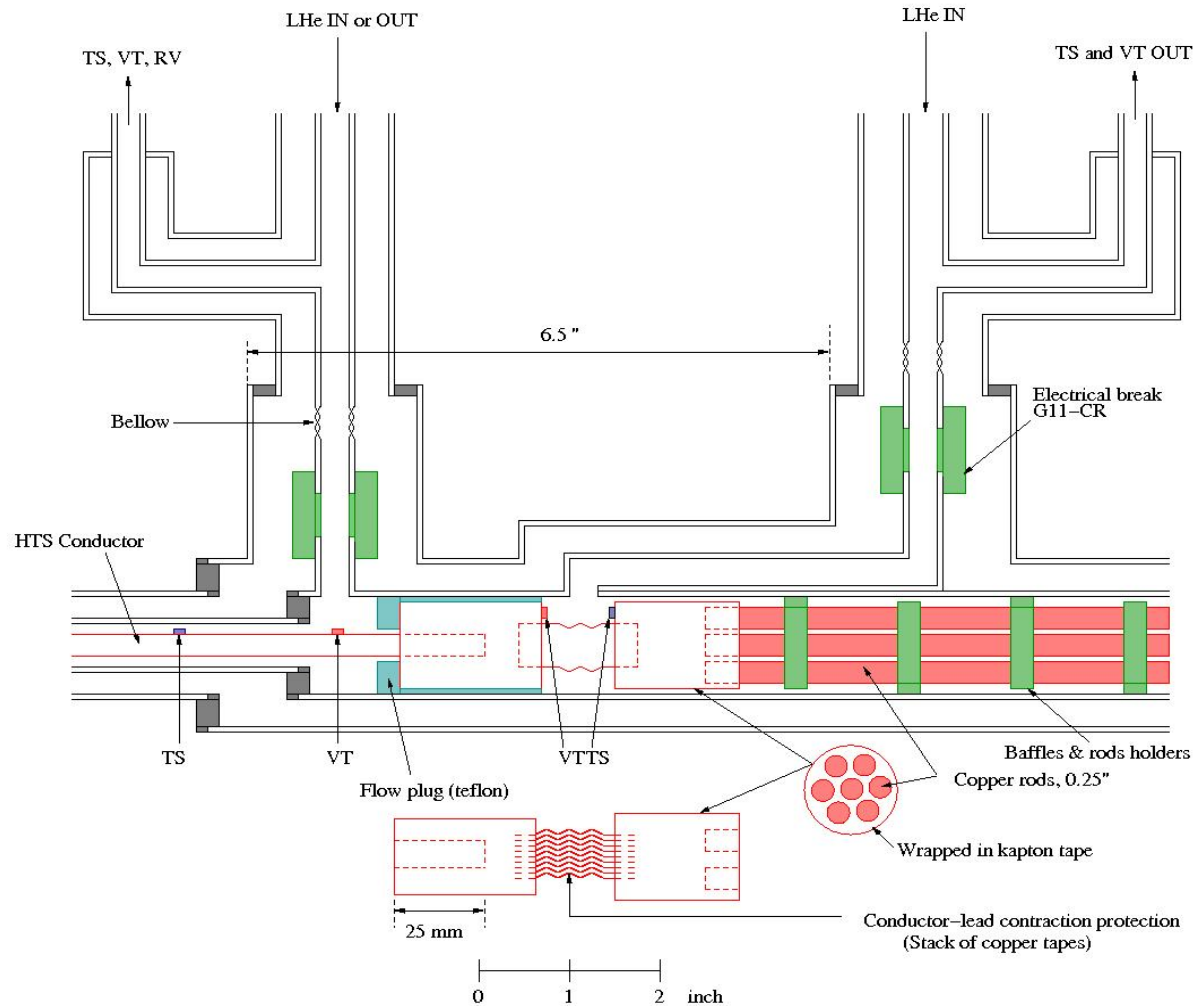 LHe IN or OUT
LHe IN
TS, VT, RV
TS and VT OUT
6.5 "
Bellow
Electrical break
G11-CR
HTS Conductor
TS
VT
VTTS
Baffles & rods holders
Flow plug (teflon)
Copper rods, 0.25"
Wrapped in kapton tape
25 mm
Conductor-lead contraction protection
(Stack of copper tapes)
0 1 2 inch